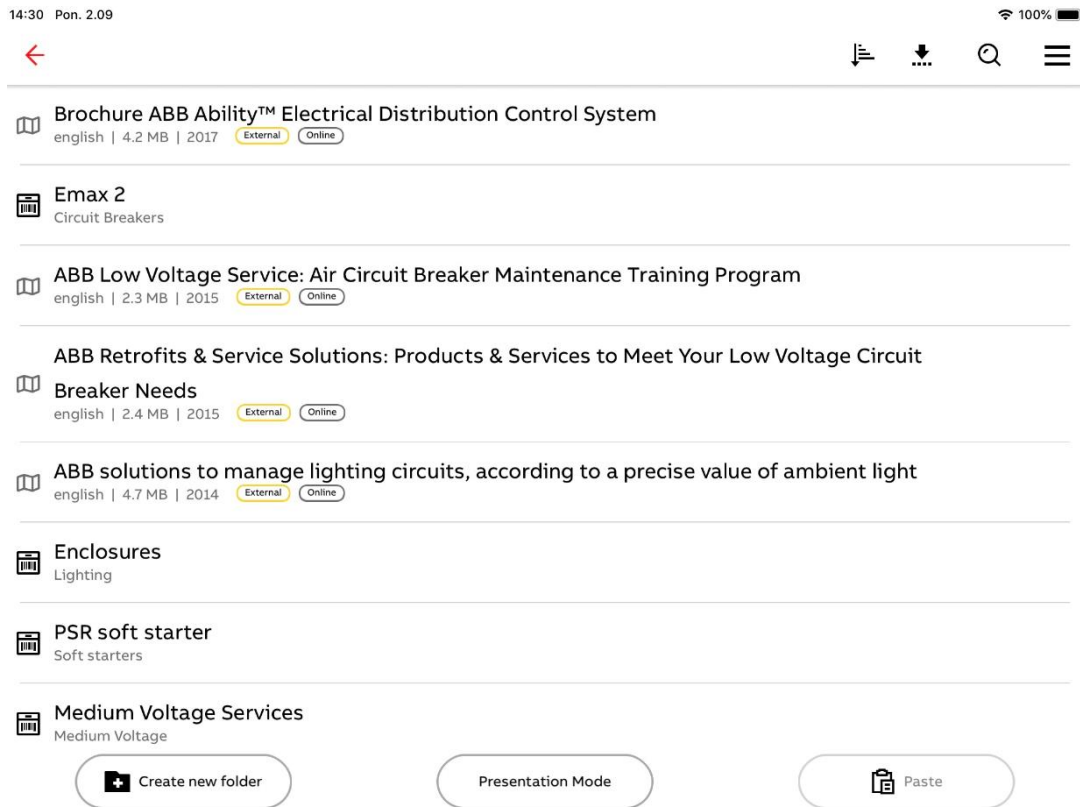 14:30 Pon. 2.09
100%
Brochure ABB Ability™ Electrical Distribution Control System
english | 4.2 MB | 2017 External Online
Emax 2
Circuit Breakers
ABB Low Voltage Service: Air Circuit Breaker Maintenance Training Program
english | 2.3 MB | 2015 External Online
ABB Retrofits & Service Solutions: Products & Services to Meet Your Low Voltage Circuit
Breaker Needs
english | 2.4 MB | 2015 External Online
ABB solutions to manage lighting circuits, according to a precise value of ambient light
english | 4.7 MB | 2014 External Online
Enclosures
Lighting
PSR soft starter
Soft starters
Medium Voltage Services
Medium Voltage
Create new folder
Presentation Mode
Paste